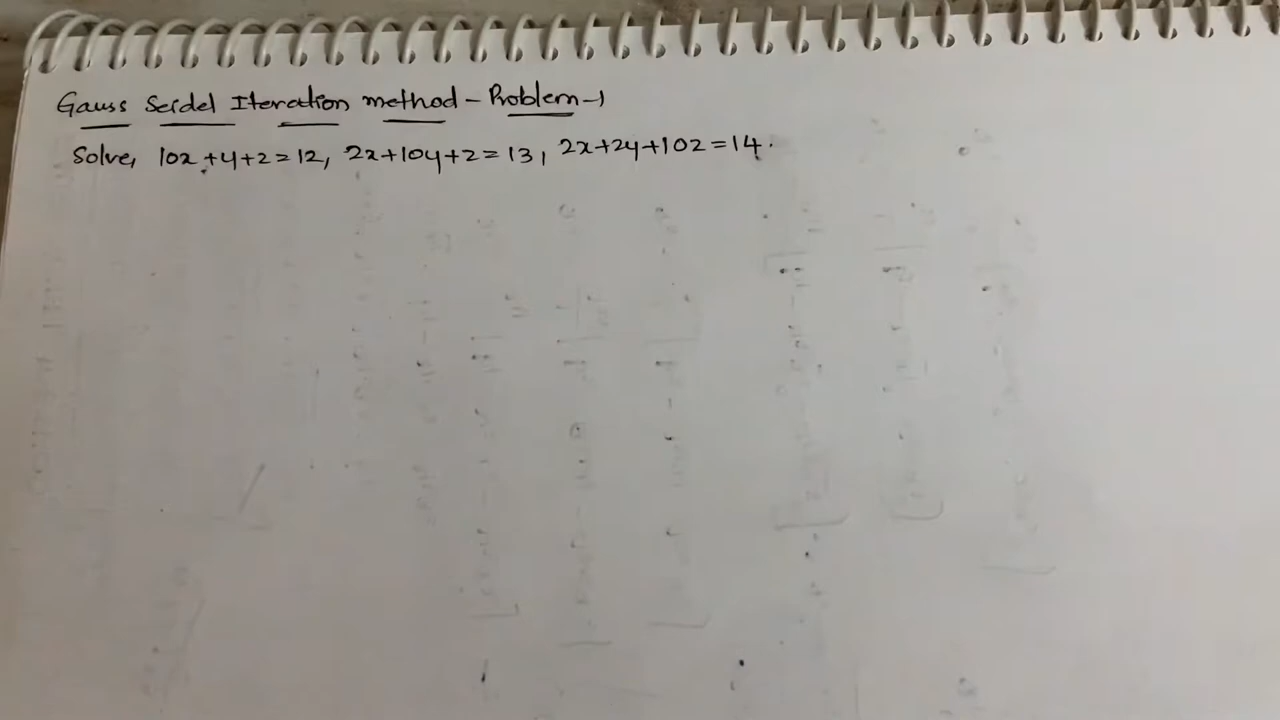 Gauss Seidel Iteration method - Problem-1
Solve, 10x+y+z=12, 2x+10y+z=13, 2x+2y+10z=14.